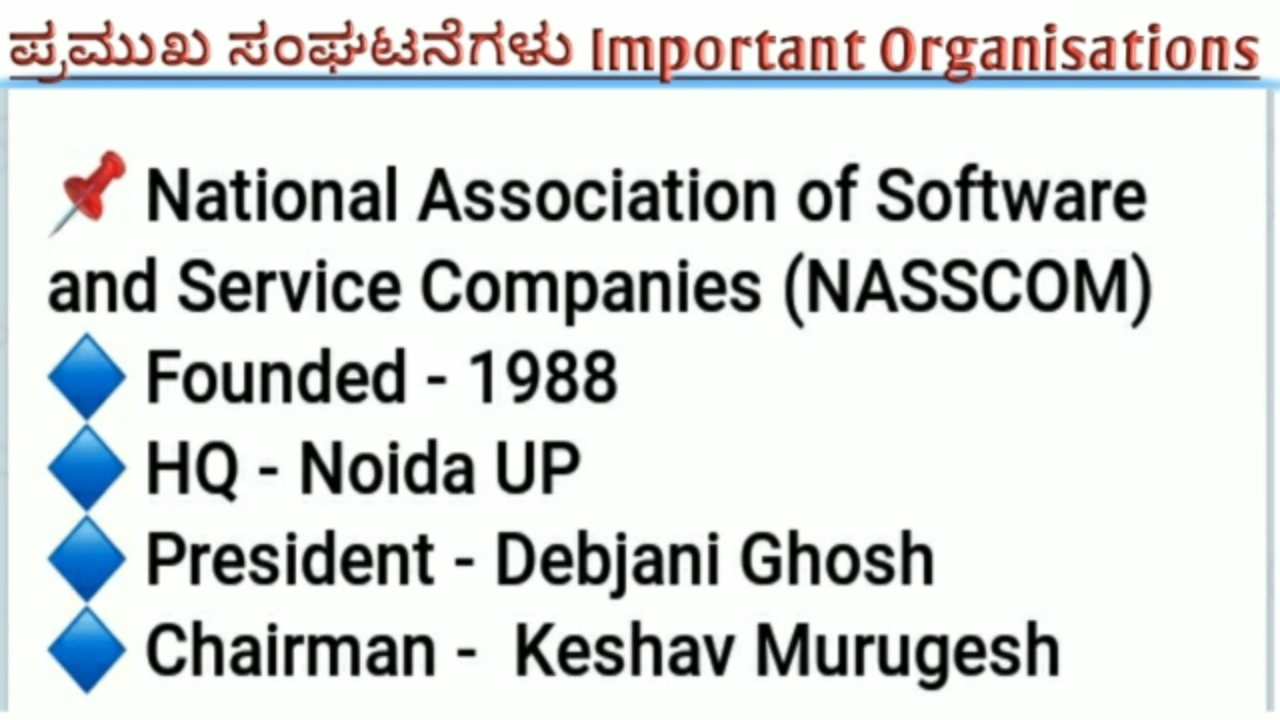 ಪ್ರಮುಖ ಸಂಘಟನೆಗಳು Important Organisations
📌 National Association of Software
and Service Companies (NASSCOM)
🔷 Founded - 1988
🔷 HQ - Noida UP
🔷 President - Debjani Ghosh
🔷 Chairman - Keshav Murugesh